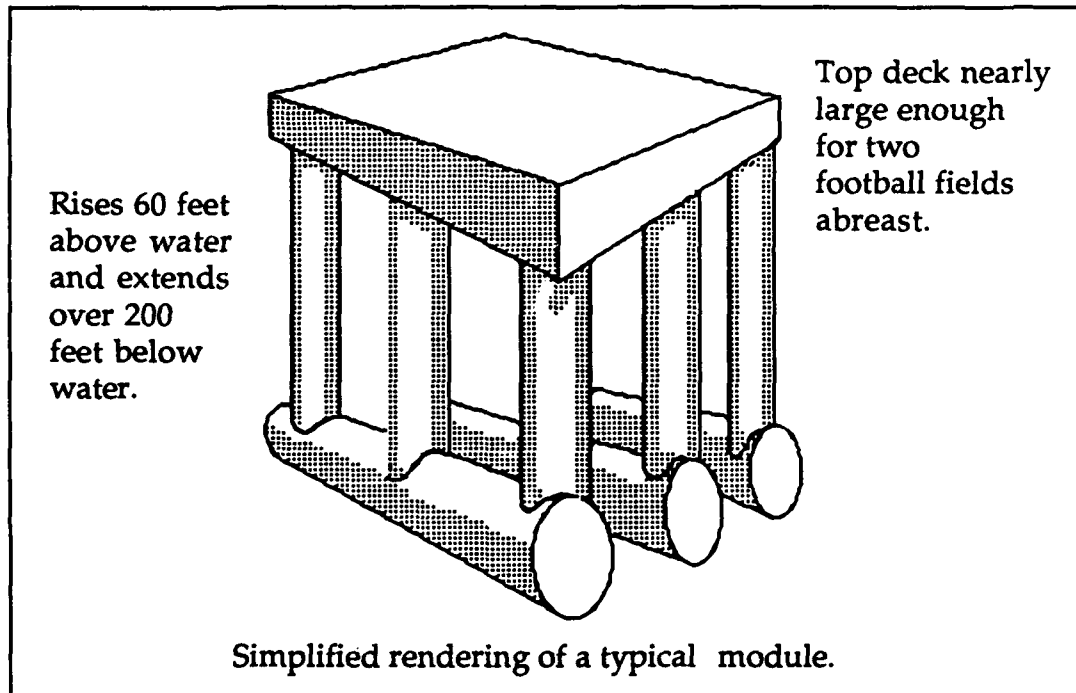 Top deck nearly
large enough
for two
football fields
abreast.
Rises 60 feet
above water
and extends
over 200
feet below
water.
Simplified rendering of a typical module.